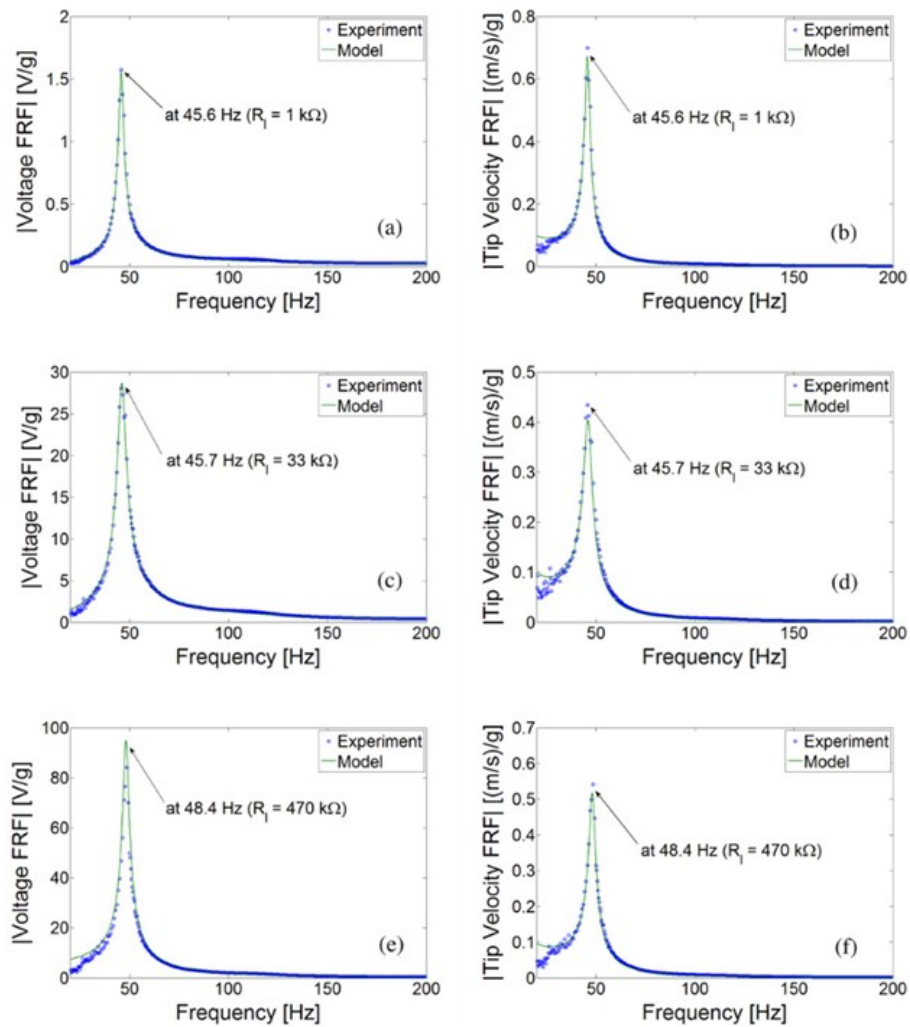 2
1.5
1
0.5
0
50
100
150
200
|Voltage FRF| [V/g]
Frequency [Hz]
Experiment
Model
at 45.6 Hz (R_l = 1 kΩ)
(a)
0.8
0.6
0.4
0.2
0
50
100
150
200
|Tip Velocity FRF| [(m/s)/g]
Frequency [Hz]
Experiment
Model
at 45.6 Hz (R_l = 1 kΩ)
(b)
30
25
20
15
10
5
0
50
100
150
200
|Voltage FRF| [V/g]
Frequency [Hz]
Experiment
Model
at 45.7 Hz (R_l = 33 kΩ)
(c)
0.5
0.4
0.3
0.2
0.1
0
50
100
150
200
|Tip Velocity FRF| [(m/s)/g]
Frequency [Hz]
Experiment
Model
at 45.7 Hz (R_l = 33 kΩ)
(d)
100
80
60
40
20
0
50
100
150
200
|Voltage FRF| [V/g]
Frequency [Hz]
Experiment
Model
at 48.4 Hz (R_l = 470 kΩ)
(e)
0.7
0.6
0.5
0.4
0.3
0.2
0.1
0
50
100
150
200
|Tip Velocity FRF| [(m/s)/g]
Frequency [Hz]
Experiment
Model
at 48.4 Hz (R_l = 470 kΩ)
(f)